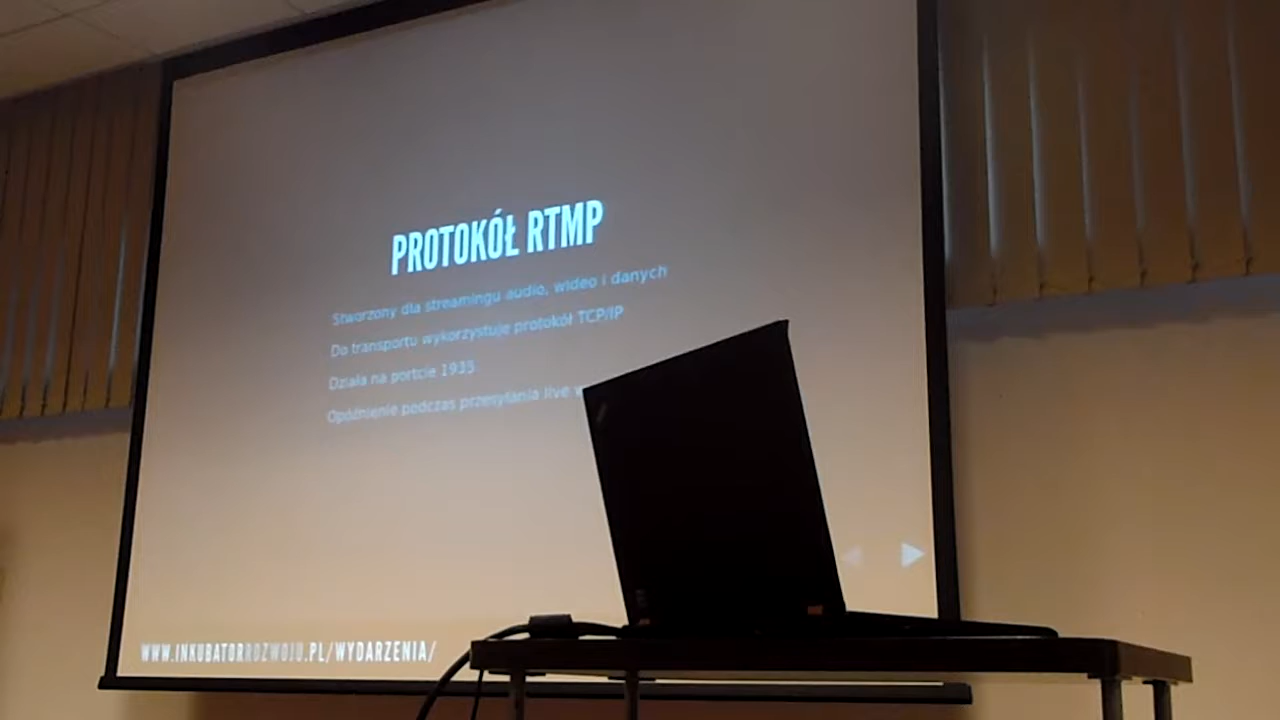 PROTOKÓŁ RTMP
Stworzony dla streamingu audio, wideo i danych
Do transportu wykorzystuje protokół TCP/IP
Działa na portcie 1935
Opóźnienie podczas przesyłania live
WWW.INKUBATORROZWOJU.PL/WYDARZENIA/